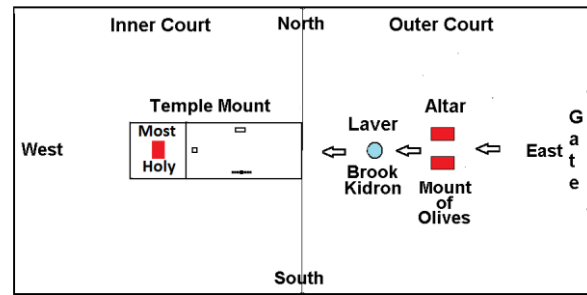 Inner Court
North
Outer Court
Temple Mount
Most
Holy
West
Altar
Laver
Brook
Kidron
Mount
of
Olives
East
Gate
South